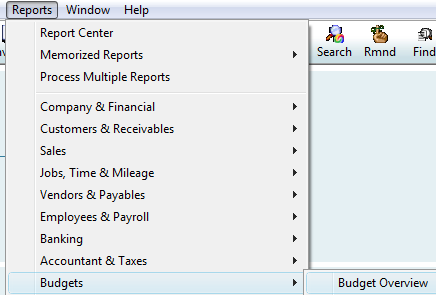 Reports Window Help
Report Center
Memorized Reports
Process Multiple Reports
Search Rmnd Find
Company & Financial
Customers & Receivables
Sales
Jobs, Time & Mileage
Vendors & Payables
Employees & Payroll
Banking
Accountant & Taxes
Budgets
Budget Overview